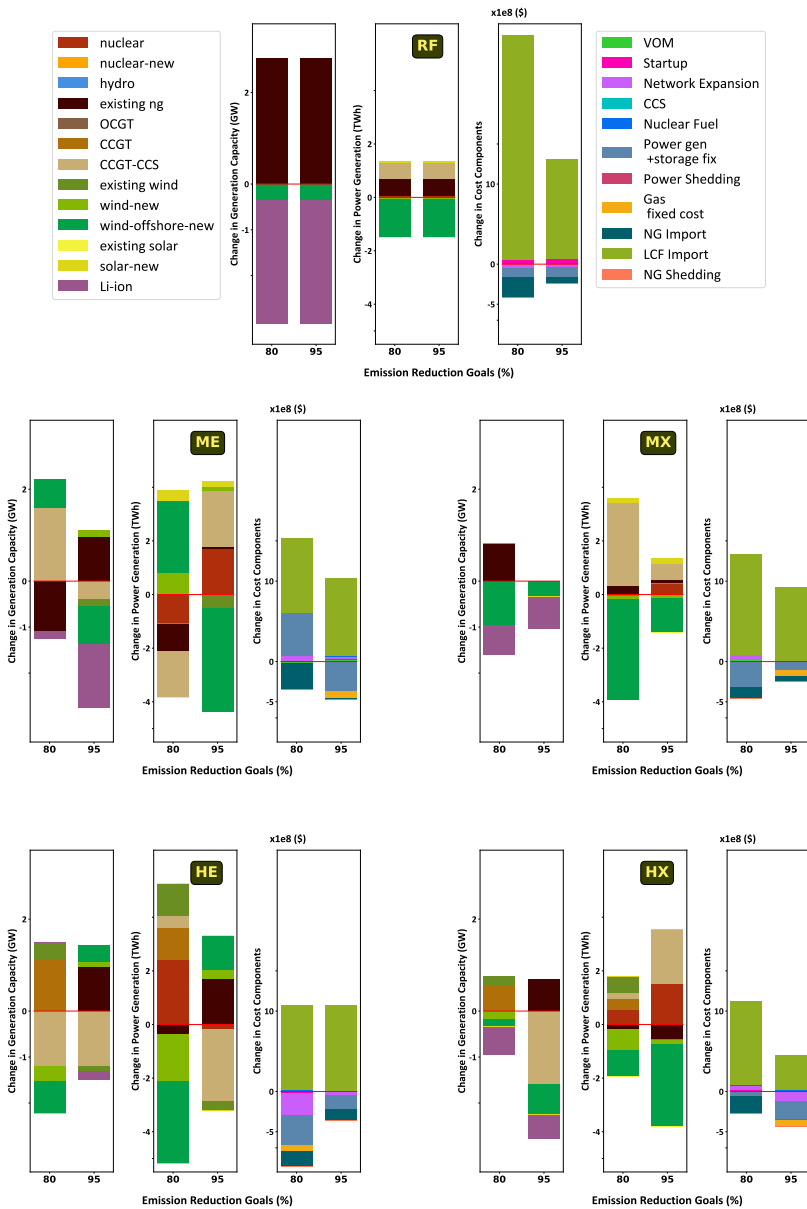 x1e8 ($)
nuclear
nuclear-new
hydro
existing ng
OCGT
CCGT
CCGT-CCS
existing wind
wind-new
wind-offshore-new
existing solar
solar-new
Li-ion
Change in Generation Capacity (GW)
2
0
-1
80
95
RF
Change in Power Generation (TWh)
2
0
-2
-4
80
95
Change in Cost Components
10
0
-5
80
95
VOM
Startup
Network Expansion
CCS
Nuclear Fuel
Power gen
+storage fix
Power Shedding
Gas
fixed cost
NG Import
LCF Import
NG Shedding
Emission Reduction Goals (%)
x1e8 ($)
ME
Change in Generation Capacity (GW)
2
0
-1
80
95
Change in Power Generation (TWh)
2
0
-2
-4
80
95
Change in Cost Components
10
0
-5
80
95
Emission Reduction Goals (%)
x1e8 ($)
MX
Change in Generation Capacity (GW)
2
0
-1
80
95
Change in Power Generation (TWh)
2
0
-2
-4
80
95
Change in Cost Components
10
0
-5
80
95
Emission Reduction Goals (%)
x1e8 ($)
HE
Change in Generation Capacity (GW)
2
0
-1
80
95
Change in Power Generation (TWh)
2
0
-2
-4
80
95
Change in Cost Components
10
0
-5
80
95
Emission Reduction Goals (%)
x1e8 ($)
HX
Change in Generation Capacity (GW)
2
0
-1
80
95
Change in Power Generation (TWh)
2
0
-2
-4
80
95
Change in Cost Components
10
0
-5
80
95
Emission Reduction Goals (%)